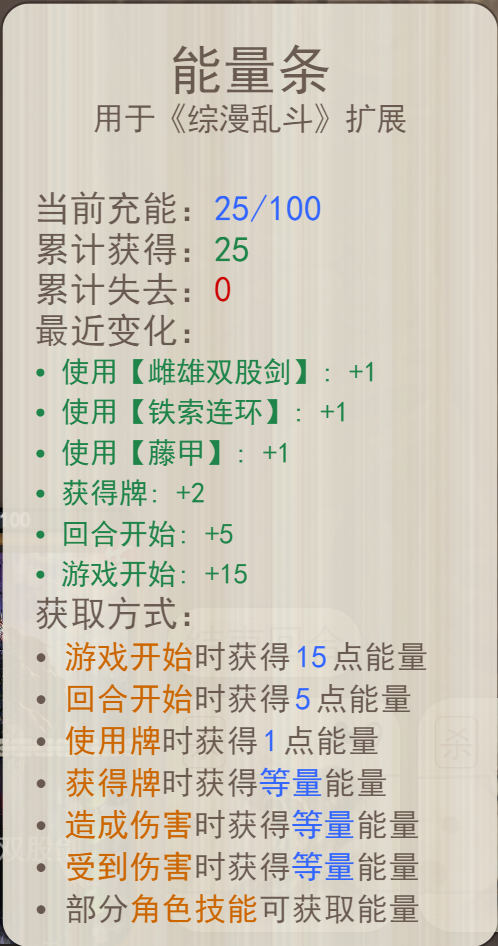 能量条
用于《综漫乱斗》扩展
当前充能：25/100
累计获得：25
累计失去：0
最近变化：
• 使用【雌雄双股剑】：+1
• 使用【铁索连环】：+1
• 使用【藤甲】：+1
• 获得牌：+2
• 回合开始：+5
• 游戏开始：+15
获取方式：
• 游戏开始时获得15点能量
• 回合开始时获得5点能量
• 使用牌时获得1点能量
• 获得牌时获得等量能量
• 造成伤害时获得等量能量
• 受到伤害时获得等量能量
• 部分角色技能可获取能量
100
杀
双股剑